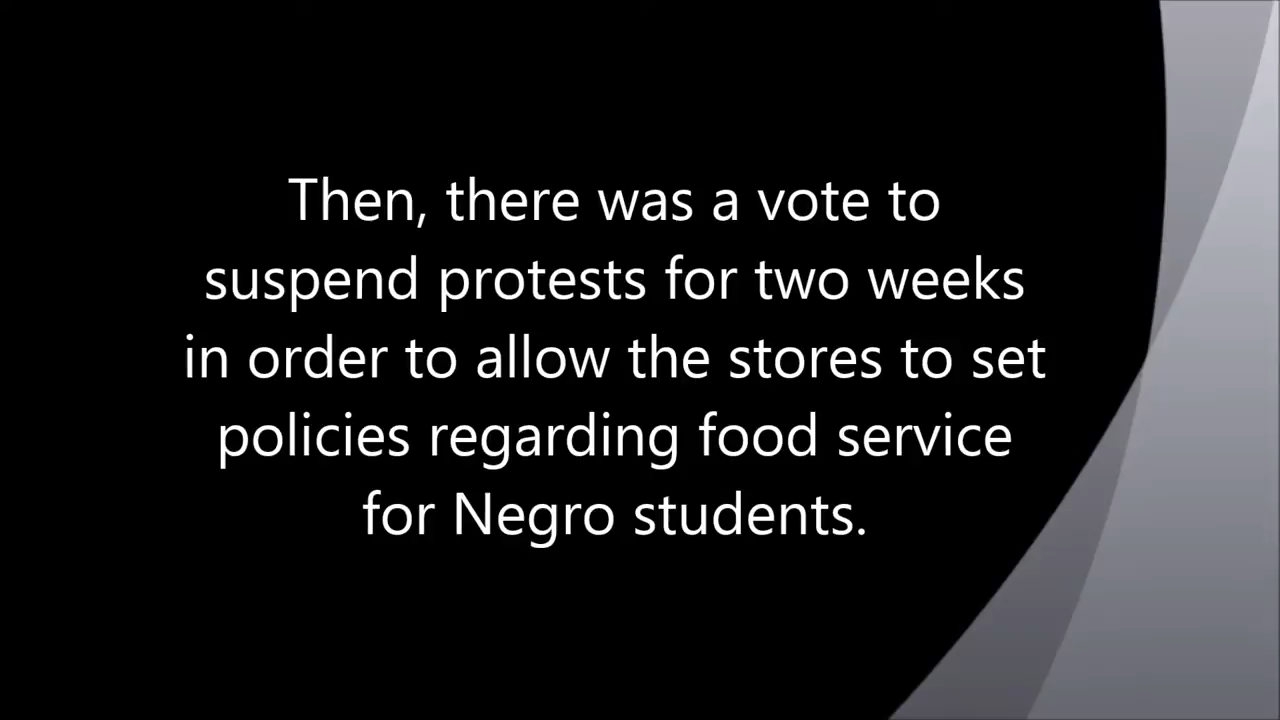 Then, there was a vote to
suspend protests for two weeks
in order to allow the stores to set
policies regarding food service
for Negro students.